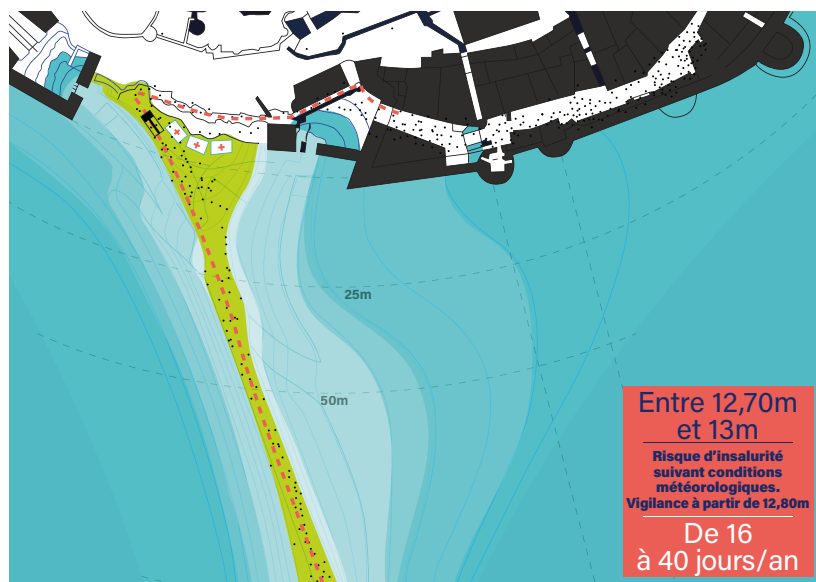 25m
50m
Entre 12,70m
et 13m
Risque d'insalurité
suivant conditions
météorologiques.
Vigilance à partir de 12,80m
De 16
à 40 jours/an